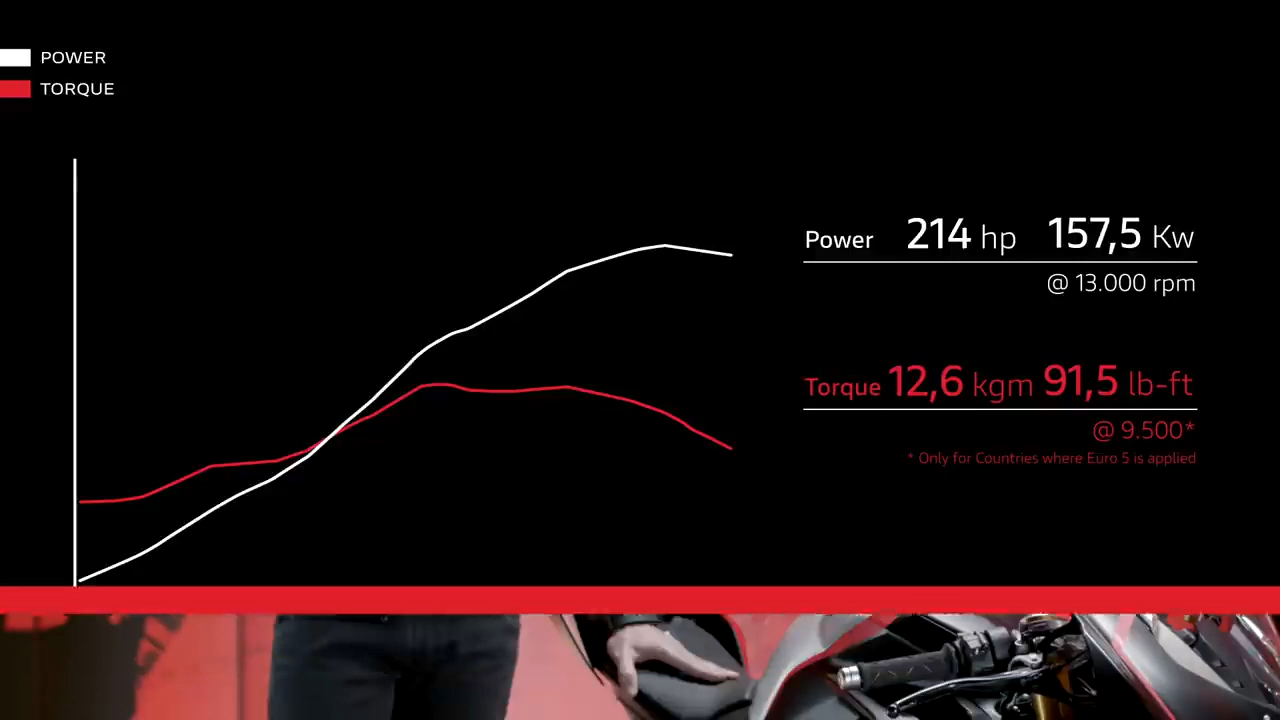 POWER
TORQUE
Power 214 hp 157,5 Kw
@ 13.000 rpm
Torque 12,6 kgm 91,5 lb-ft
@ 9.500*
* Only for Countries where Euro 5 is applied